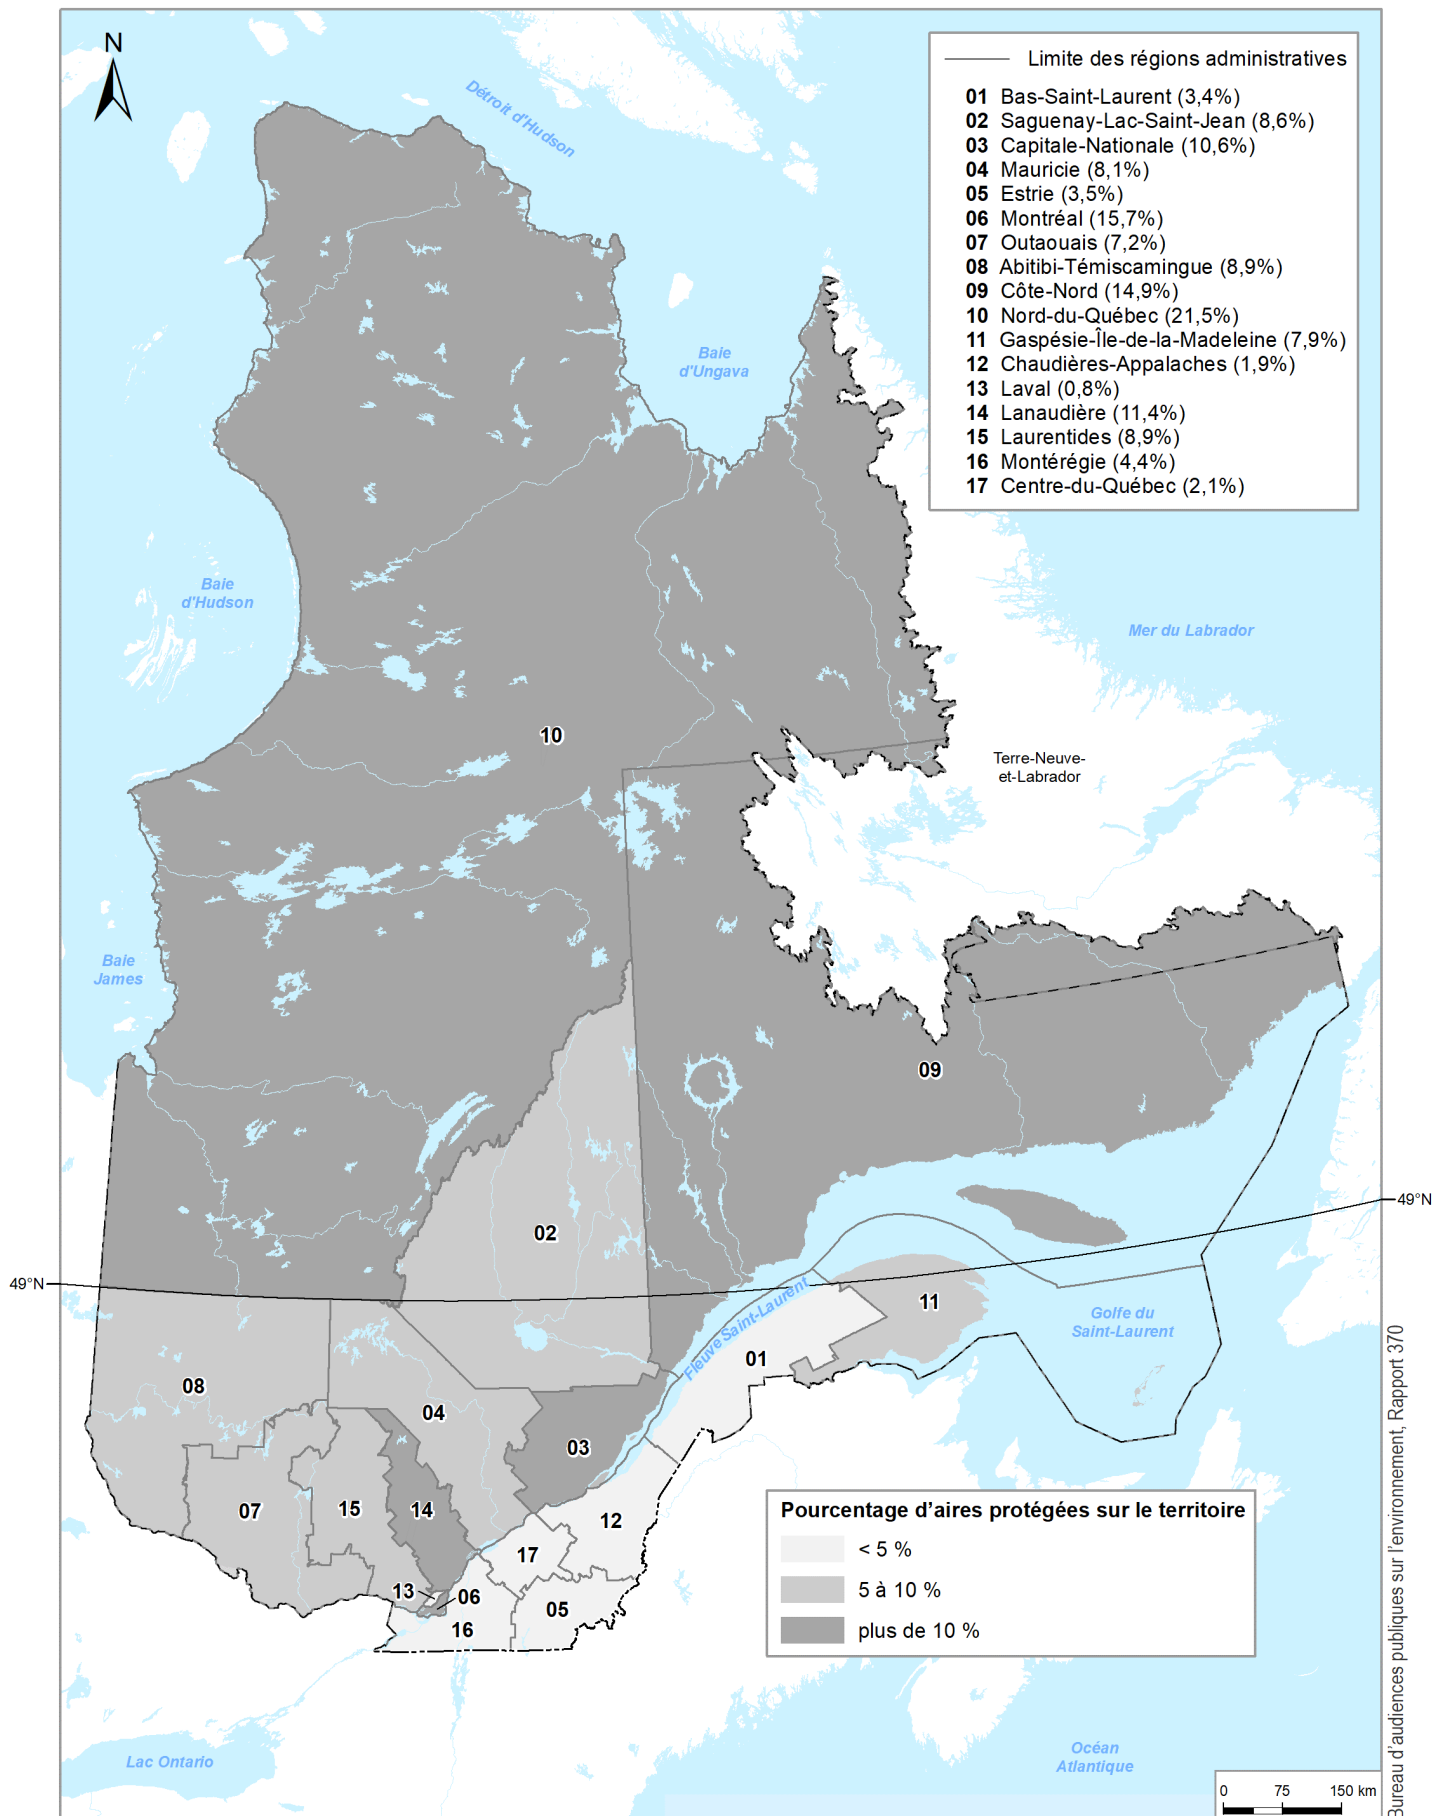 N
Détroit d'Hudson
Limite des régions administratives
01 Bas-Saint-Laurent (3,4%)
02 Saguenay-Lac-Saint-Jean (8,6%)
03 Capitale-Nationale (10,6%)
04 Mauricie (8,1%)
05 Estrie (3,5%)
06 Montréal (15,7%)
07 Outaouais (7,2%)
08 Abitibi-Témiscamingue (8,9%)
09 Côte-Nord (14,9%)
10 Nord-du-Québec (21,5%)
11 Gaspésie-Île-de-la-Madeleine (7,9%)
12 Chaudières-Appalaches (1,9%)
13 Laval (0,8%)
14 Lanaudière (11,4%)
15 Laurentides (8,9%)
16 Montérégie (4,4%)
17 Centre-du-Québec (2,1%)
Baie
d'Ungava
Baie
d'Hudson
Mer du Labrador
10
Terre-Neuve-
et-Labrador
Baie
James
09
49°N
02
49°N
11
Golfe du
Saint-Laurent
Fleuve Saint-Laurent
01
08
04
03
07
15
14
12
17
13
06
05
16
Pourcentage d’aires protégées sur le territoire
< 5 %
5 à 10 %
plus de 10 %
Lac Ontario
Océan
Atlantique
0 75 150 km
Bureau d’audiences publiques sur l’environnement, Rapport 370